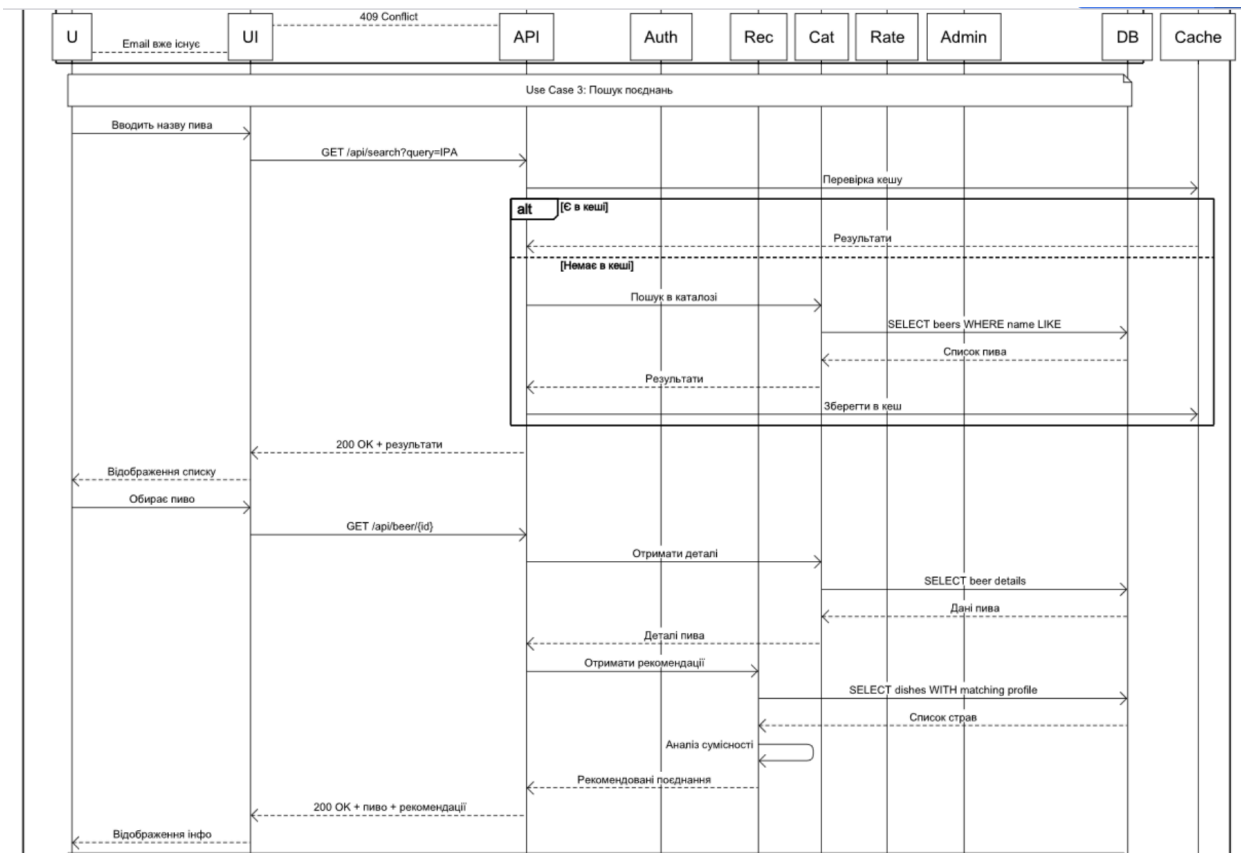 409 Conflict
U
Email вже існує
UI
API
Auth
Rec
Cat
Rate
Admin
DB
Cache
Use Case 3: Пошук поєднань
Вводить назву пива
GET /api/search?query=IPA
Перевірка кешу
alt
[Є в кеші]
Результати
[Немає в кеші]
Пошук в каталозі
SELECT beers WHERE name LIKE
Список пива
Результати
Зберегти в кеш
200 OK + результати
Відображення списку
Обирає пиво
GET /api/beer/{id}
Отримати деталі
SELECT beer details
Дані пива
Деталі пива
Отримати рекомендації
SELECT dishes WITH matching profile
Список страв
Аналіз сумісності
Рекомендовані поєднання
200 OK + пиво + рекомендації
Відображення інфо